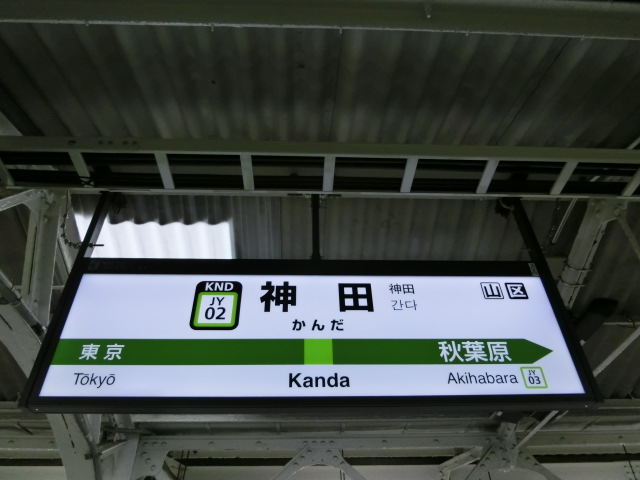 KND
JY
02
神田
神田
간다
山 区
かんだ
東京
秋葉原
Tōkyō
Kanda
Akihabara
JY
03